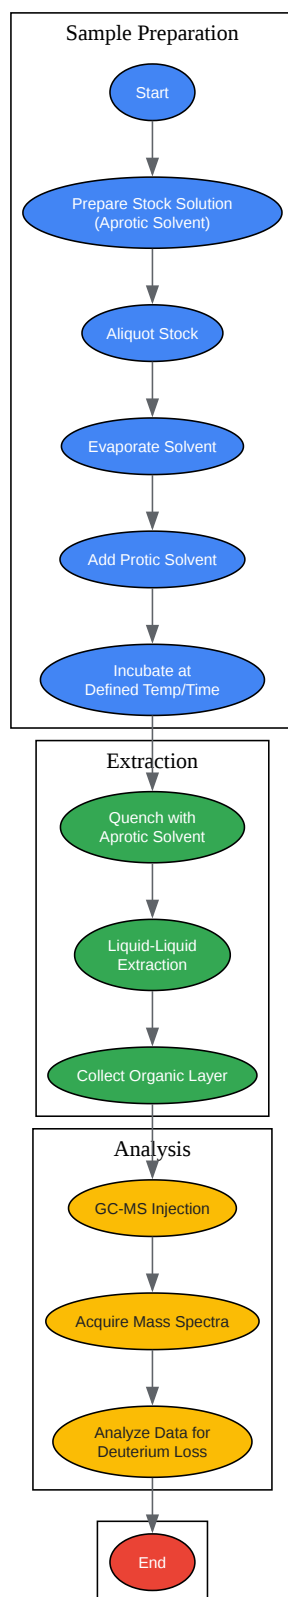 Sample Preparation
Start
Prepare Stock Solution
(Aprotic Solvent)
Aliquot Stock
Evaporate Solvent
Add Protic Solvent
Incubate at
Defined Temp/Time
Extraction
Quench with
Aprotic Solvent
Liquid-Liquid
Extraction
Collect Organic Layer
Analysis
GC-MS Injection
Acquire Mass Spectra
Analyze Data for
Deuterium Loss
End